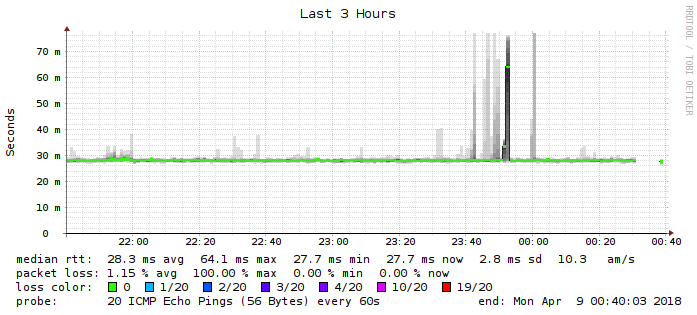 Last 3 Hours
RRDTOOL / TOBI OETIKER
Seconds
70 m
60 m
50 m
40 m
30 m
20 m
10 m
0
22:00 22:20 22:40 23:00 23:20 23:40 00:00 00:20 00:40
median rtt: 28.3 ms avg 64.1 ms max 27.7 ms min 27.7 ms now 2.8 ms sd 10.3 am/s
packet loss: 1.15 % avg 100.00 % max 0.00 % min 0.00 % now
loss color: 0 1/20 2/20 3/20 4/20 10/20 19/20
probe: 20 ICMP Echo Pings (56 Bytes) every 60s end: Mon Apr 9 00:40:03 2018